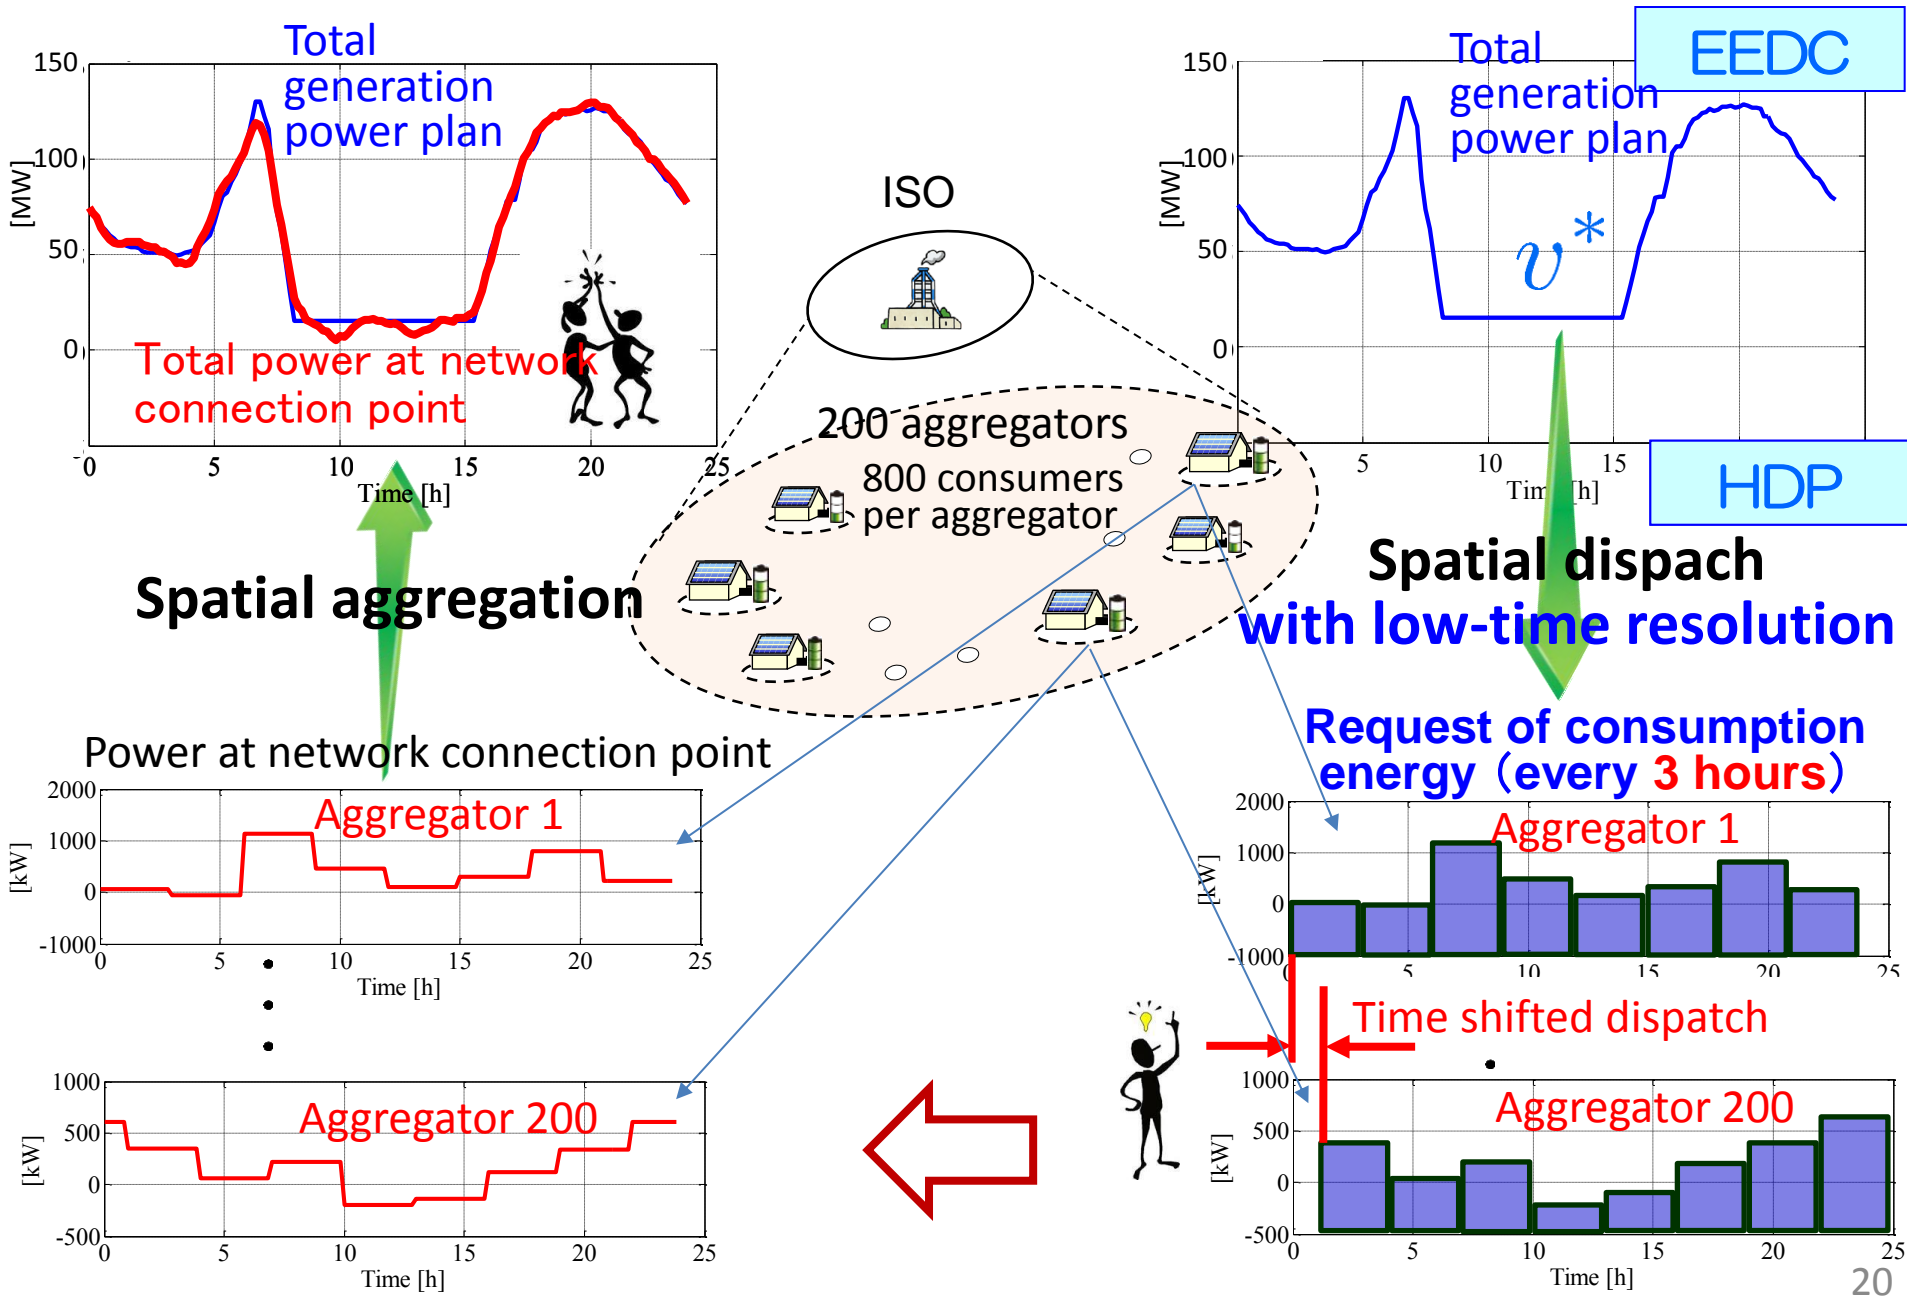 Total
generation
power plan
150
100
50
0
[MW]
Total power at network
connection point
0
5
10
15
20
25
Time [h]
ISO
200 aggregators
800 consumers
per aggregator
EEDC
Total
generation
power plan
150
100
50
0
[MW]
v*
5
10
15
Time [h]
HDP
Spatial aggregation
Spatial dispach
with low-time resolution
Power at network connection point
2000
1000
0
-1000
[kW]
Aggregator 1
0
5
10
15
20
25
Time [h]
Request of consumption
energy（every 3 hours）
2000
1000
0
-1000
[kW]
Aggregator 1
0
5
10
15
20
25
Time shifted dispatch
1000
500
0
-500
[kW]
Aggregator 200
0
5
10
15
20
25
Time [h]
1000
500
0
-500
[kW]
Aggregator 200
0
5
10
15
20
25
Time [h]
20